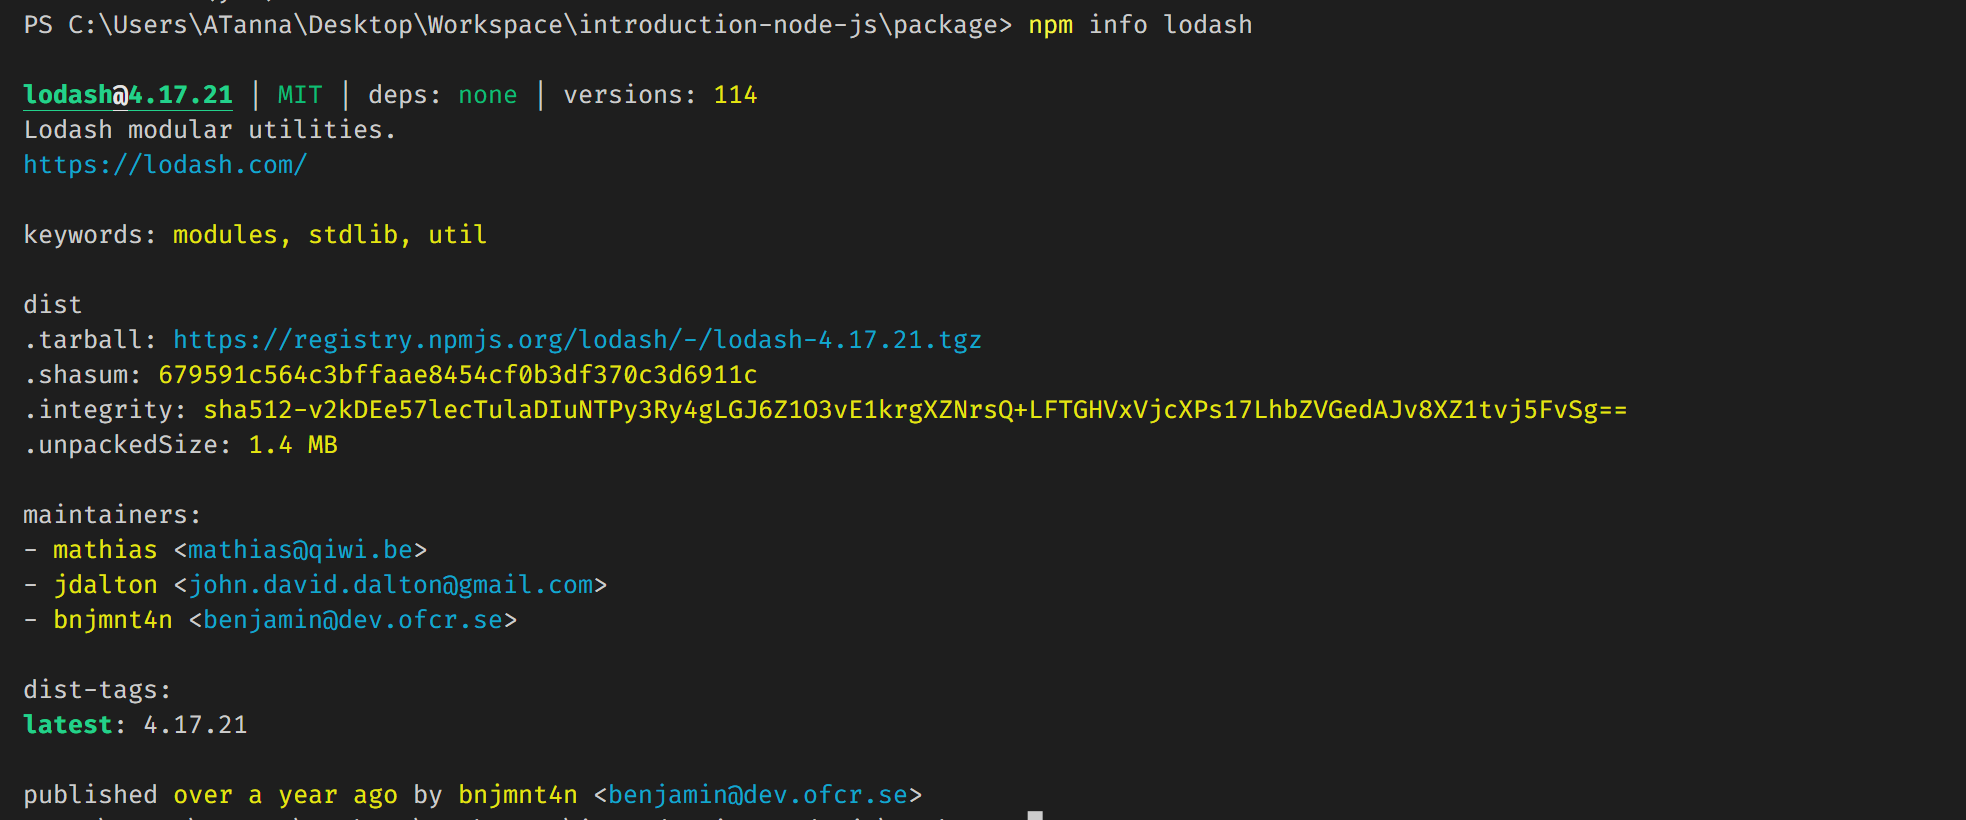 PS C:\Users\ATanna\Desktop\Workspace\introduction-node-js\package> npm info lodash
lodash@4.17.21 | MIT | deps: none | versions: 114
Lodash modular utilities.
https://lodash.com/
keywords: modules, stdlib, util
dist
.tarball: https://registry.npmjs.org/lodash/-/lodash-4.17.21.tgz
.shasum: 679591c564c3bffaae8454cf0b3df370c3d6911c
.integrity: sha512-v2kDEe57lecTulaDIuNTPy3Ry4gLGJ6Z1O3vE1krgXZNrsQ+LFTGHVxVjcXPs17LhbZVGedAJv8XZ1tvj5FvSg==
.unpackedSize: 1.4 MB
maintainers:
- mathias <mathias@qiwi.be>
- jdalton <john.david.dalton@gmail.com>
- bnjmnt4n <benjamin@dev.ofcr.se>
dist-tags:
latest: 4.17.21
published over a year ago by bnjmnt4n <benjamin@dev.ofcr.se>